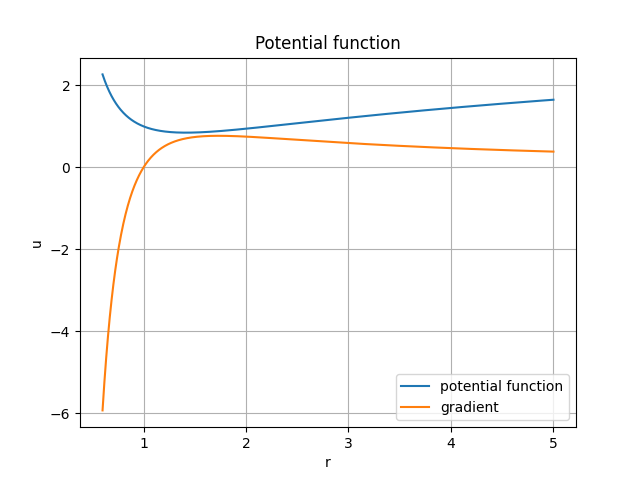 Potential function
2
0
−2
−4
−6
u
1
2
3
4
5
r
potential function
gradient